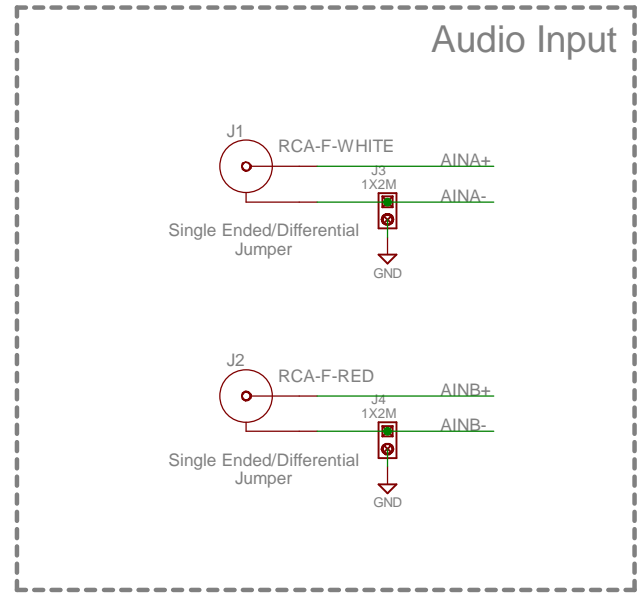 Audio Input
J1
RCA-F-WHITE
AINA+
J3
1X2M
AINA-
Single Ended/Differential
Jumper
GND
J2
RCA-F-RED
AINB+
J4
1X2M
AINB-
Single Ended/Differential
Jumper
GND